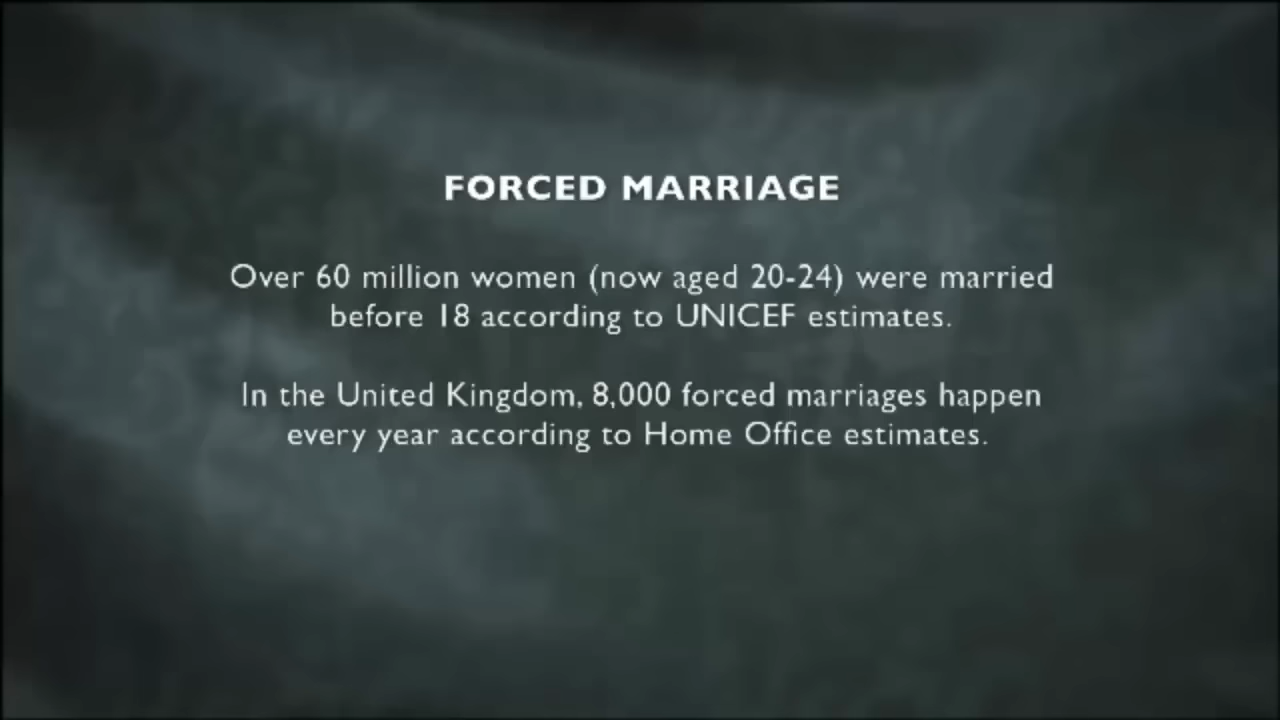 FORCED MARRIAGE
Over 60 million women (now aged 20-24) were married
before 18 according to UNICEF estimates.
In the United Kingdom, 8,000 forced marriages happen
every year according to Home Office estimates.